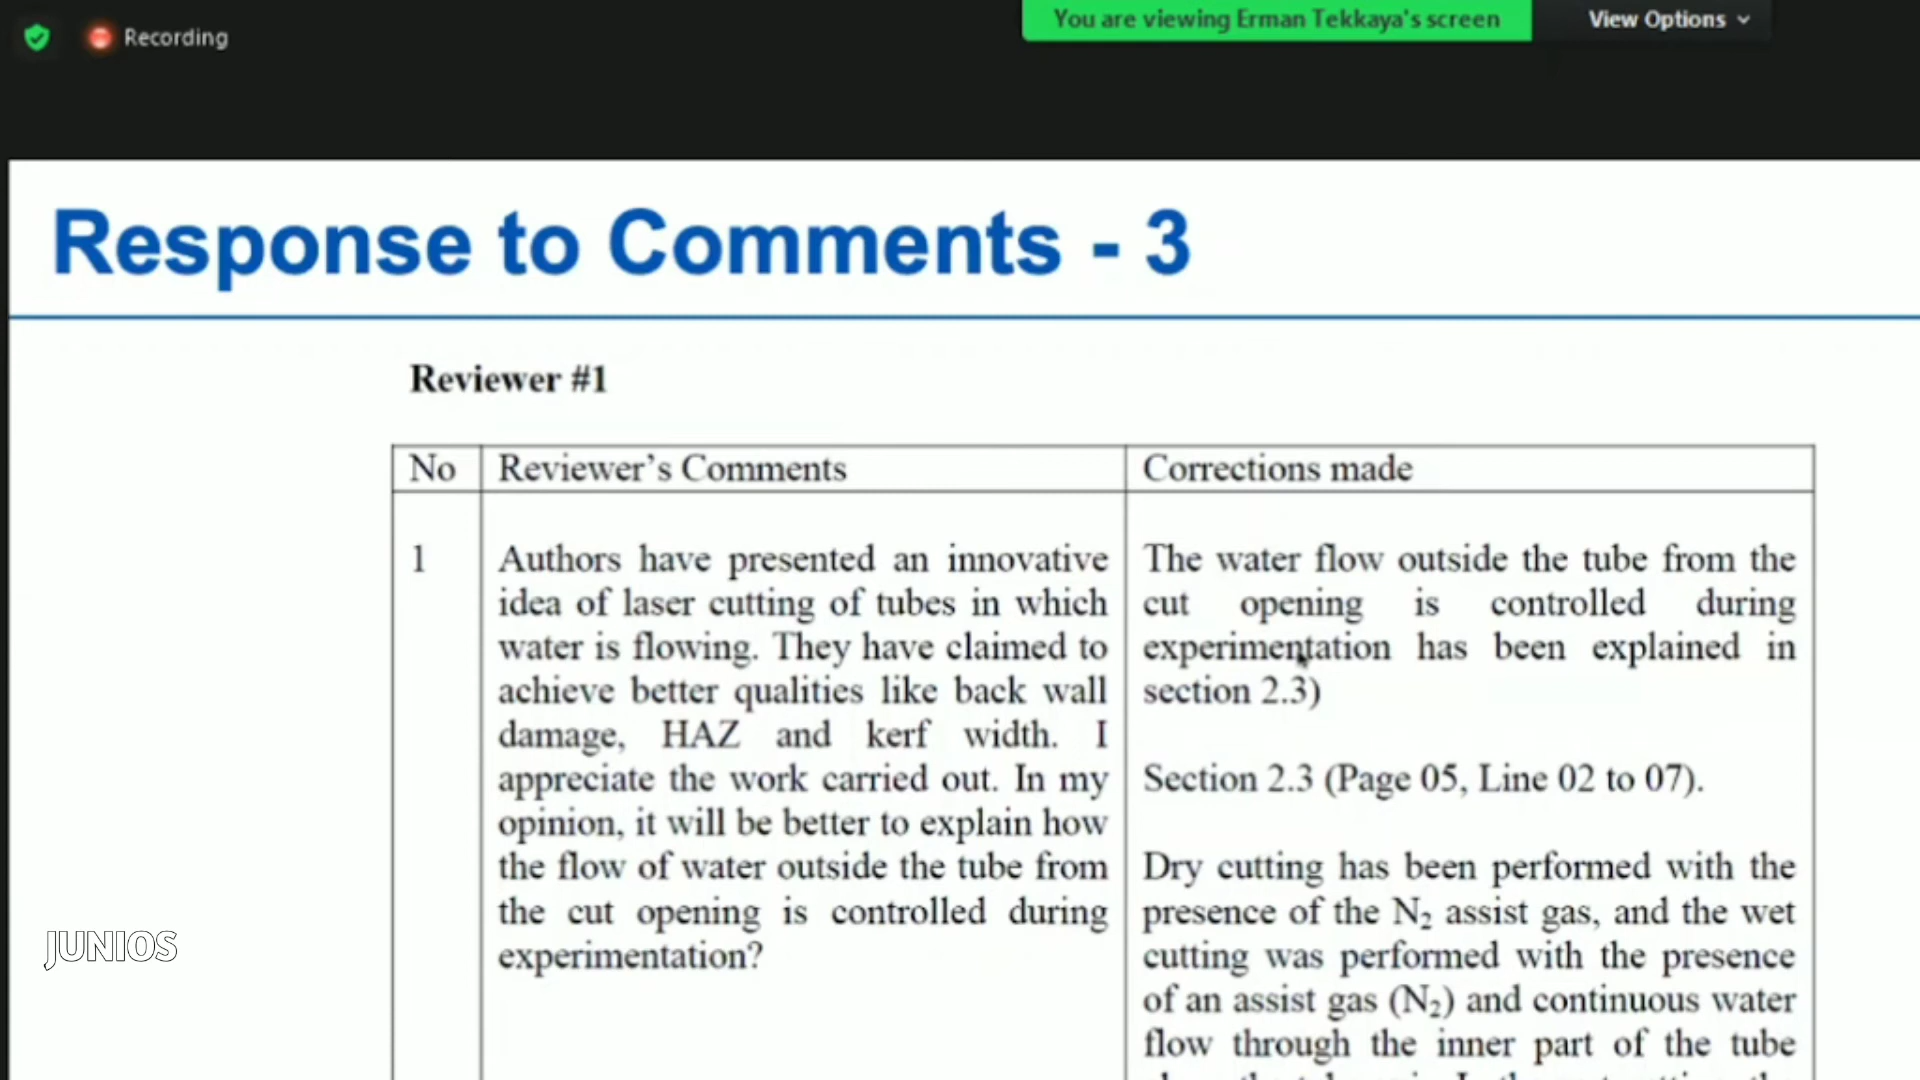 Recording
You are viewing Erman Tekkaya's screen
View Options
Response to Comments - 3
Reviewer #1
No
Reviewer's Comments
Corrections made
1
Authors have presented an innovative
idea of laser cutting of tubes in which
water is flowing. They have claimed to
achieve better qualities like back wall
damage, HAZ and kerf width. I
appreciate the work carried out. In my
opinion, it will be better to explain how
the flow of water outside the tube from
the cut opening is controlled during
experimentation?
The water flow outside the tube from the
cut opening is controlled during
experimentation has been explained in
section 2.3)
Section 2.3 (Page 05, Line 02 to 07).
Dry cutting has been performed with the
presence of the N₂ assist gas, and the wet
cutting was performed with the presence
of an assist gas (N₂) and continuous water
flow through the inner part of the tube
JUNIOS